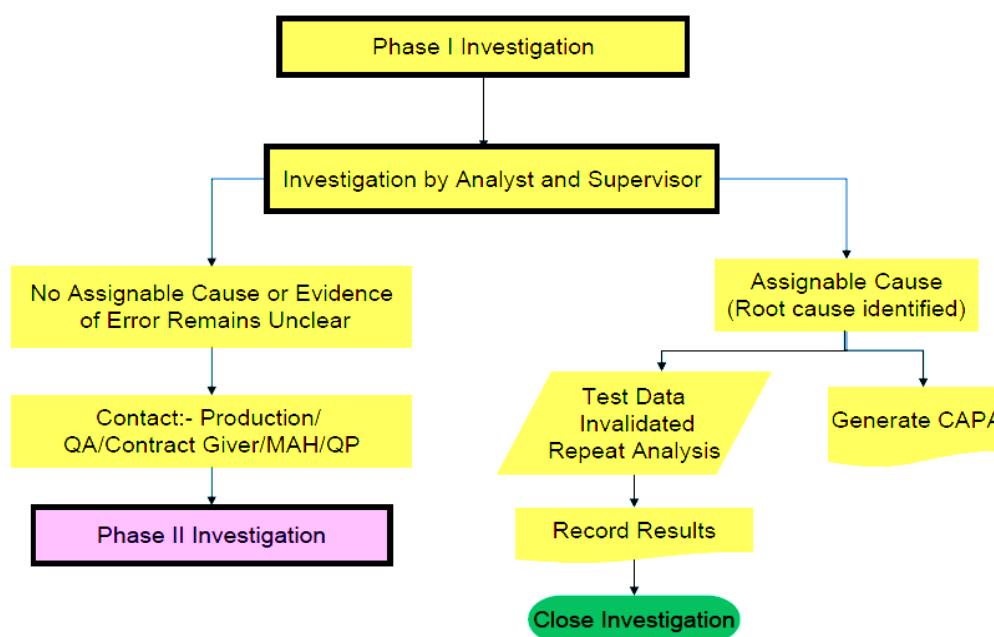 Phase I Investigation
Investigation by Analyst and Supervisor
No Assignable Cause or Evidence
of Error Remains Unclear
Assignable Cause
(Root cause identified)
Contact:- Production/
QA/Contract Giver/MAH/QP
Test Data
Invalidated
Repeat Analysis
Generate CAPA
Phase II Investigation
Record Results
Close Investigation